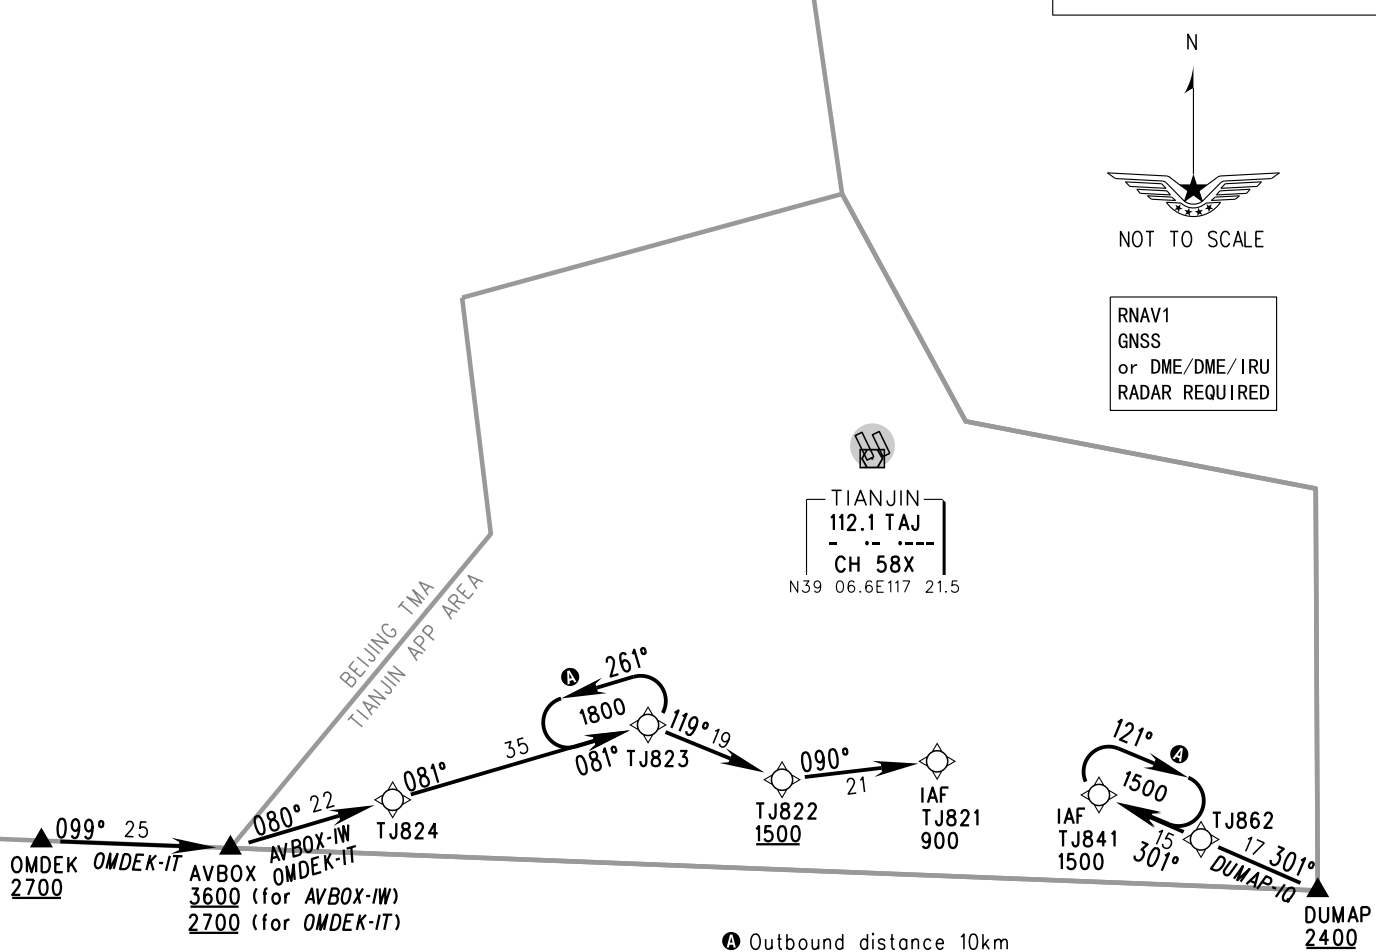 N
NOT TO SCALE
RNAV1
GNSS
or DME/DME/IRU
RADAR REQUIRED
TIANJIN
112.1 TAJ
CH 58X
N39 06.6E117 21.5
BEIJING TMA
TIANJIN APP AREA
A
261°
1800
081°
TJ823
119° 19
35
081°
TJ824
080° 22
AVBOX-IW
OMDEK-IT
099° 25
OMDEK-IT
OMDEK
2700
AVBOX
3600 (for AVBOX-IW)
2700 (for OMDEK-IT)
TJ822
1500
090°
21
IAF
TJ821
900
121°
A
1500
IAF
TJ841
1500
15
301°
TJ862
17 301°
DUMAP-IQ
DUMAP
2400
A Outbound distance 10km